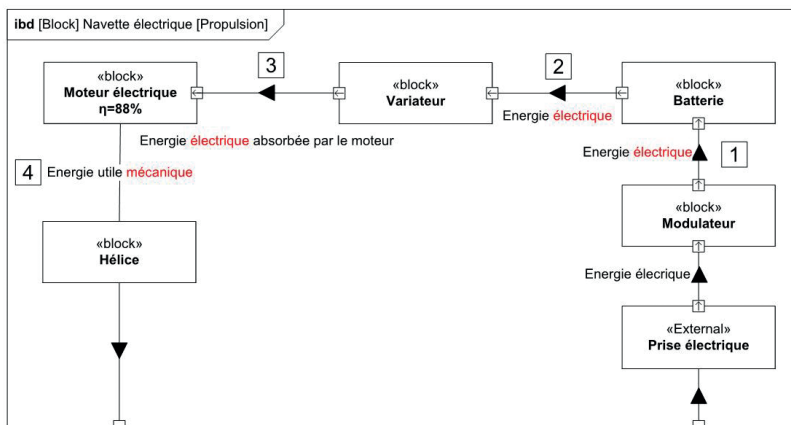 ibd [Block] Navette électrique [Propulsion]
«block»
Moteur électrique
η=88%
3
«block»
Variateur
2
«block»
Batterie
Energie électrique
Energie électrique absorbée par le moteur
Energie électrique
1
4
Energie utile mécanique
«block»
Modulateur
«block»
Hélice
Energie élecrique
«External»
Prise électrique